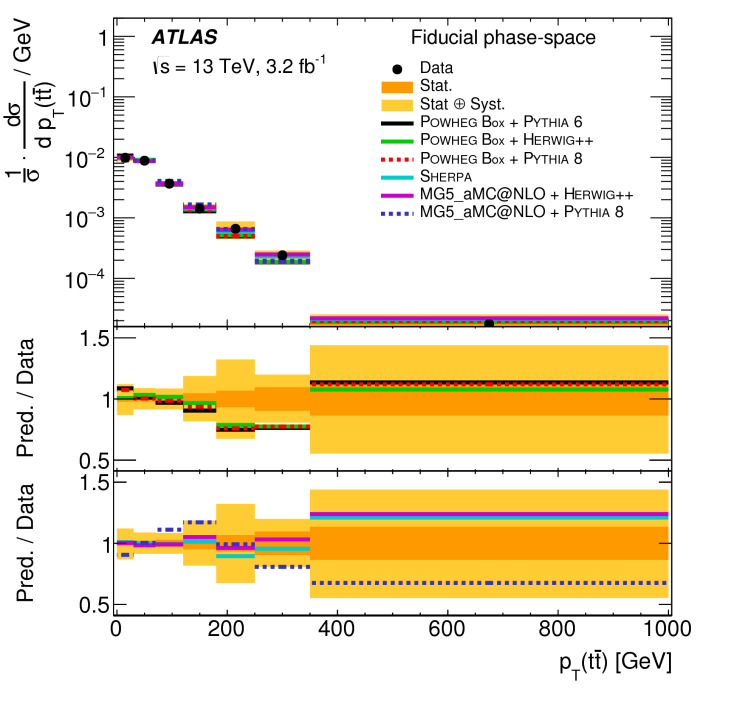 ATLAS
√s = 13 TeV, 3.2 fb⁻¹
Fiducial phase-space
Data
Stat.
Stat ⊕ Syst.
POWHEG BOX + PYTHIA 6
POWHEG BOX + HERWIG++
POWHEG BOX + PYTHIA 8
SHERPA
MG5_aMC@NLO + HERWIG++
MG5_aMC@NLO + PYTHIA 8
1/σ · dσ / d p_T(tt̄) / GeV
1
10⁻¹
10⁻²
10⁻³
10⁻⁴
Pred. / Data
1.5
1
0.5
Pred. / Data
1.5
1
0.5
0 200 400 600 800 1000
p_T(tt̄) [GeV]